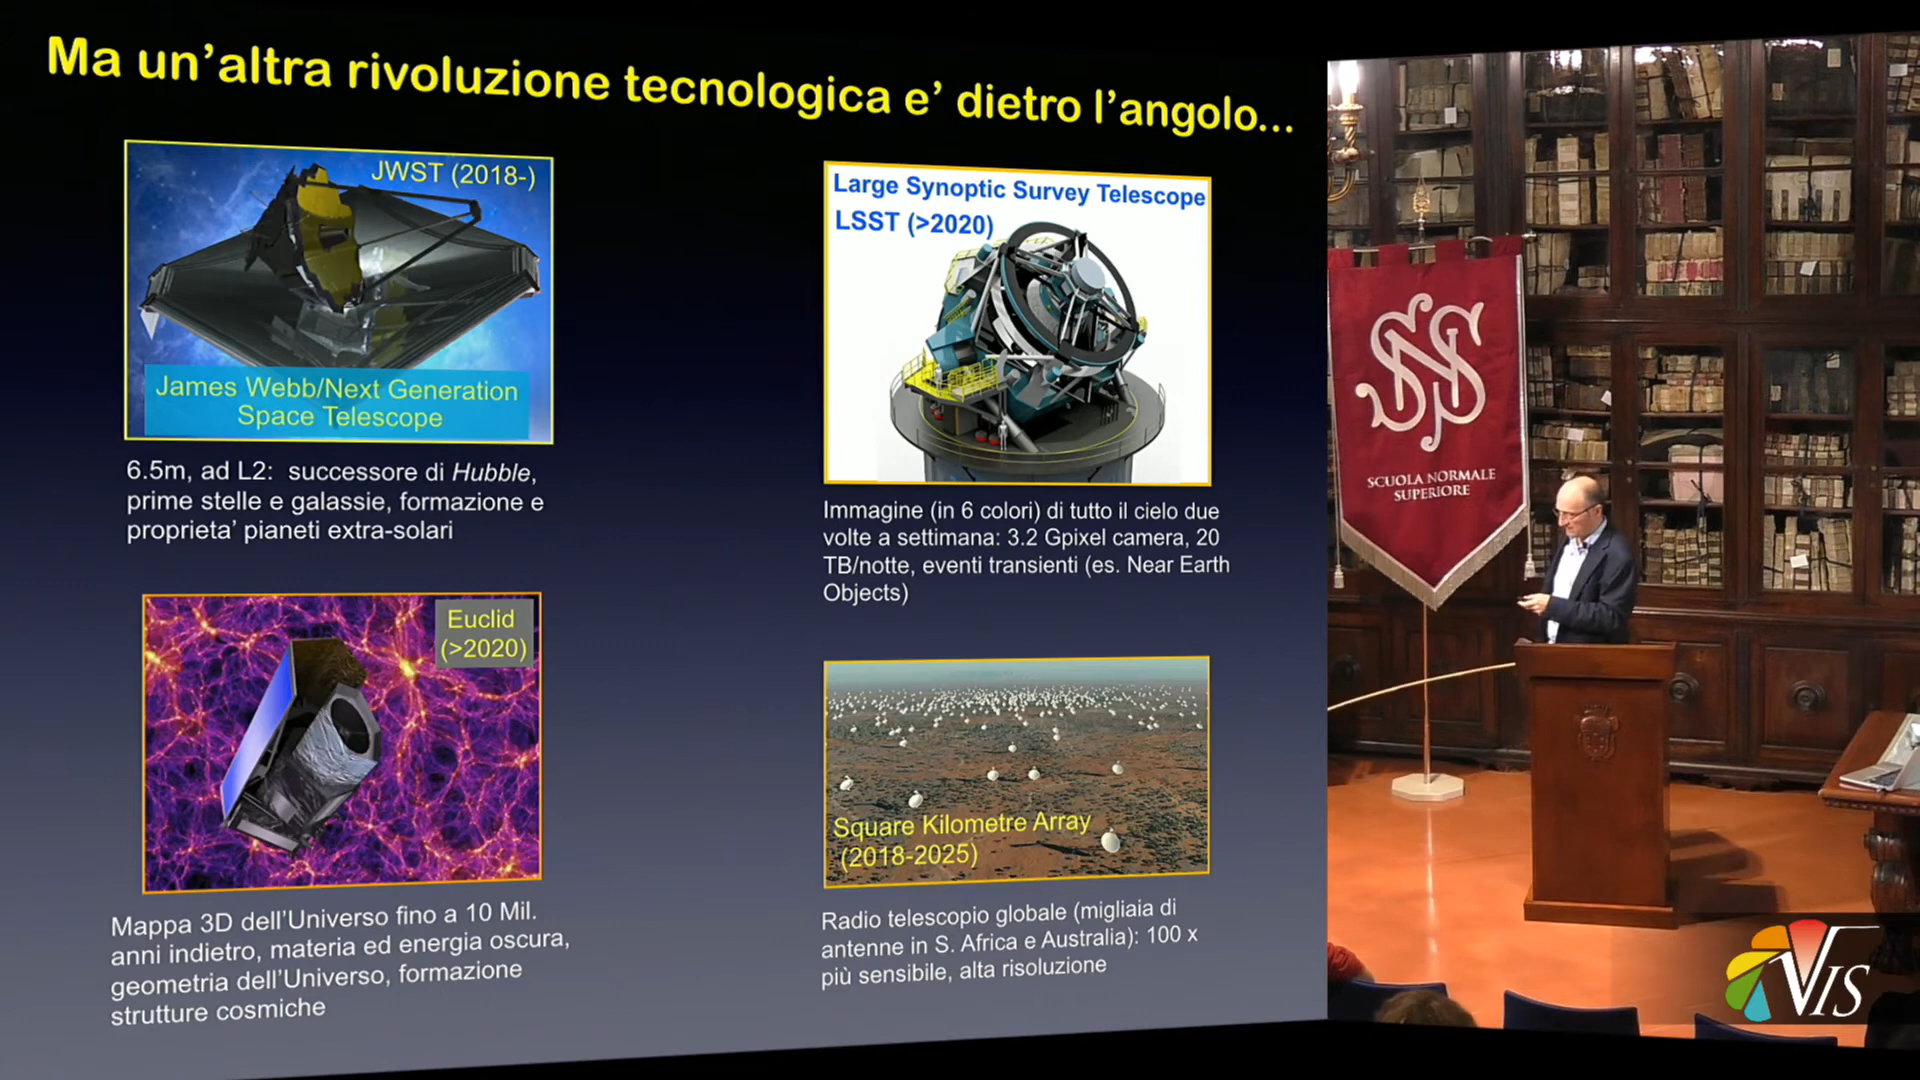 Ma un'altra rivoluzione tecnologica e' dietro l'angolo...
JWST (2018-)
James Webb/Next Generation
Space Telescope
6.5m, ad L2: successore di Hubble,
prime stelle e galassie, formazione e
proprieta' pianeti extra-solari
Large Synoptic Survey Telescope
LSST (>2020)
Immagine (in 6 colori) di tutto il cielo due
volte a settimana: 3.2 Gpixel camera, 20
TB/notte, eventi transienti (es. Near Earth
Objects)
Euclid
(>2020)
Mappa 3D dell'Universo fino a 10 Mil.
anni indietro, materia ed energia oscura,
geometria dell'Universo, formazione
strutture cosmiche
Square Kilometre Array
(2018-2025)
Radio telescopio globale (migliaia di
antenne in S. Africa e Australia): 100 x
più sensibile, alta risoluzione
SNS
SCUOLA NORMALE
SUPERIORE
VIS